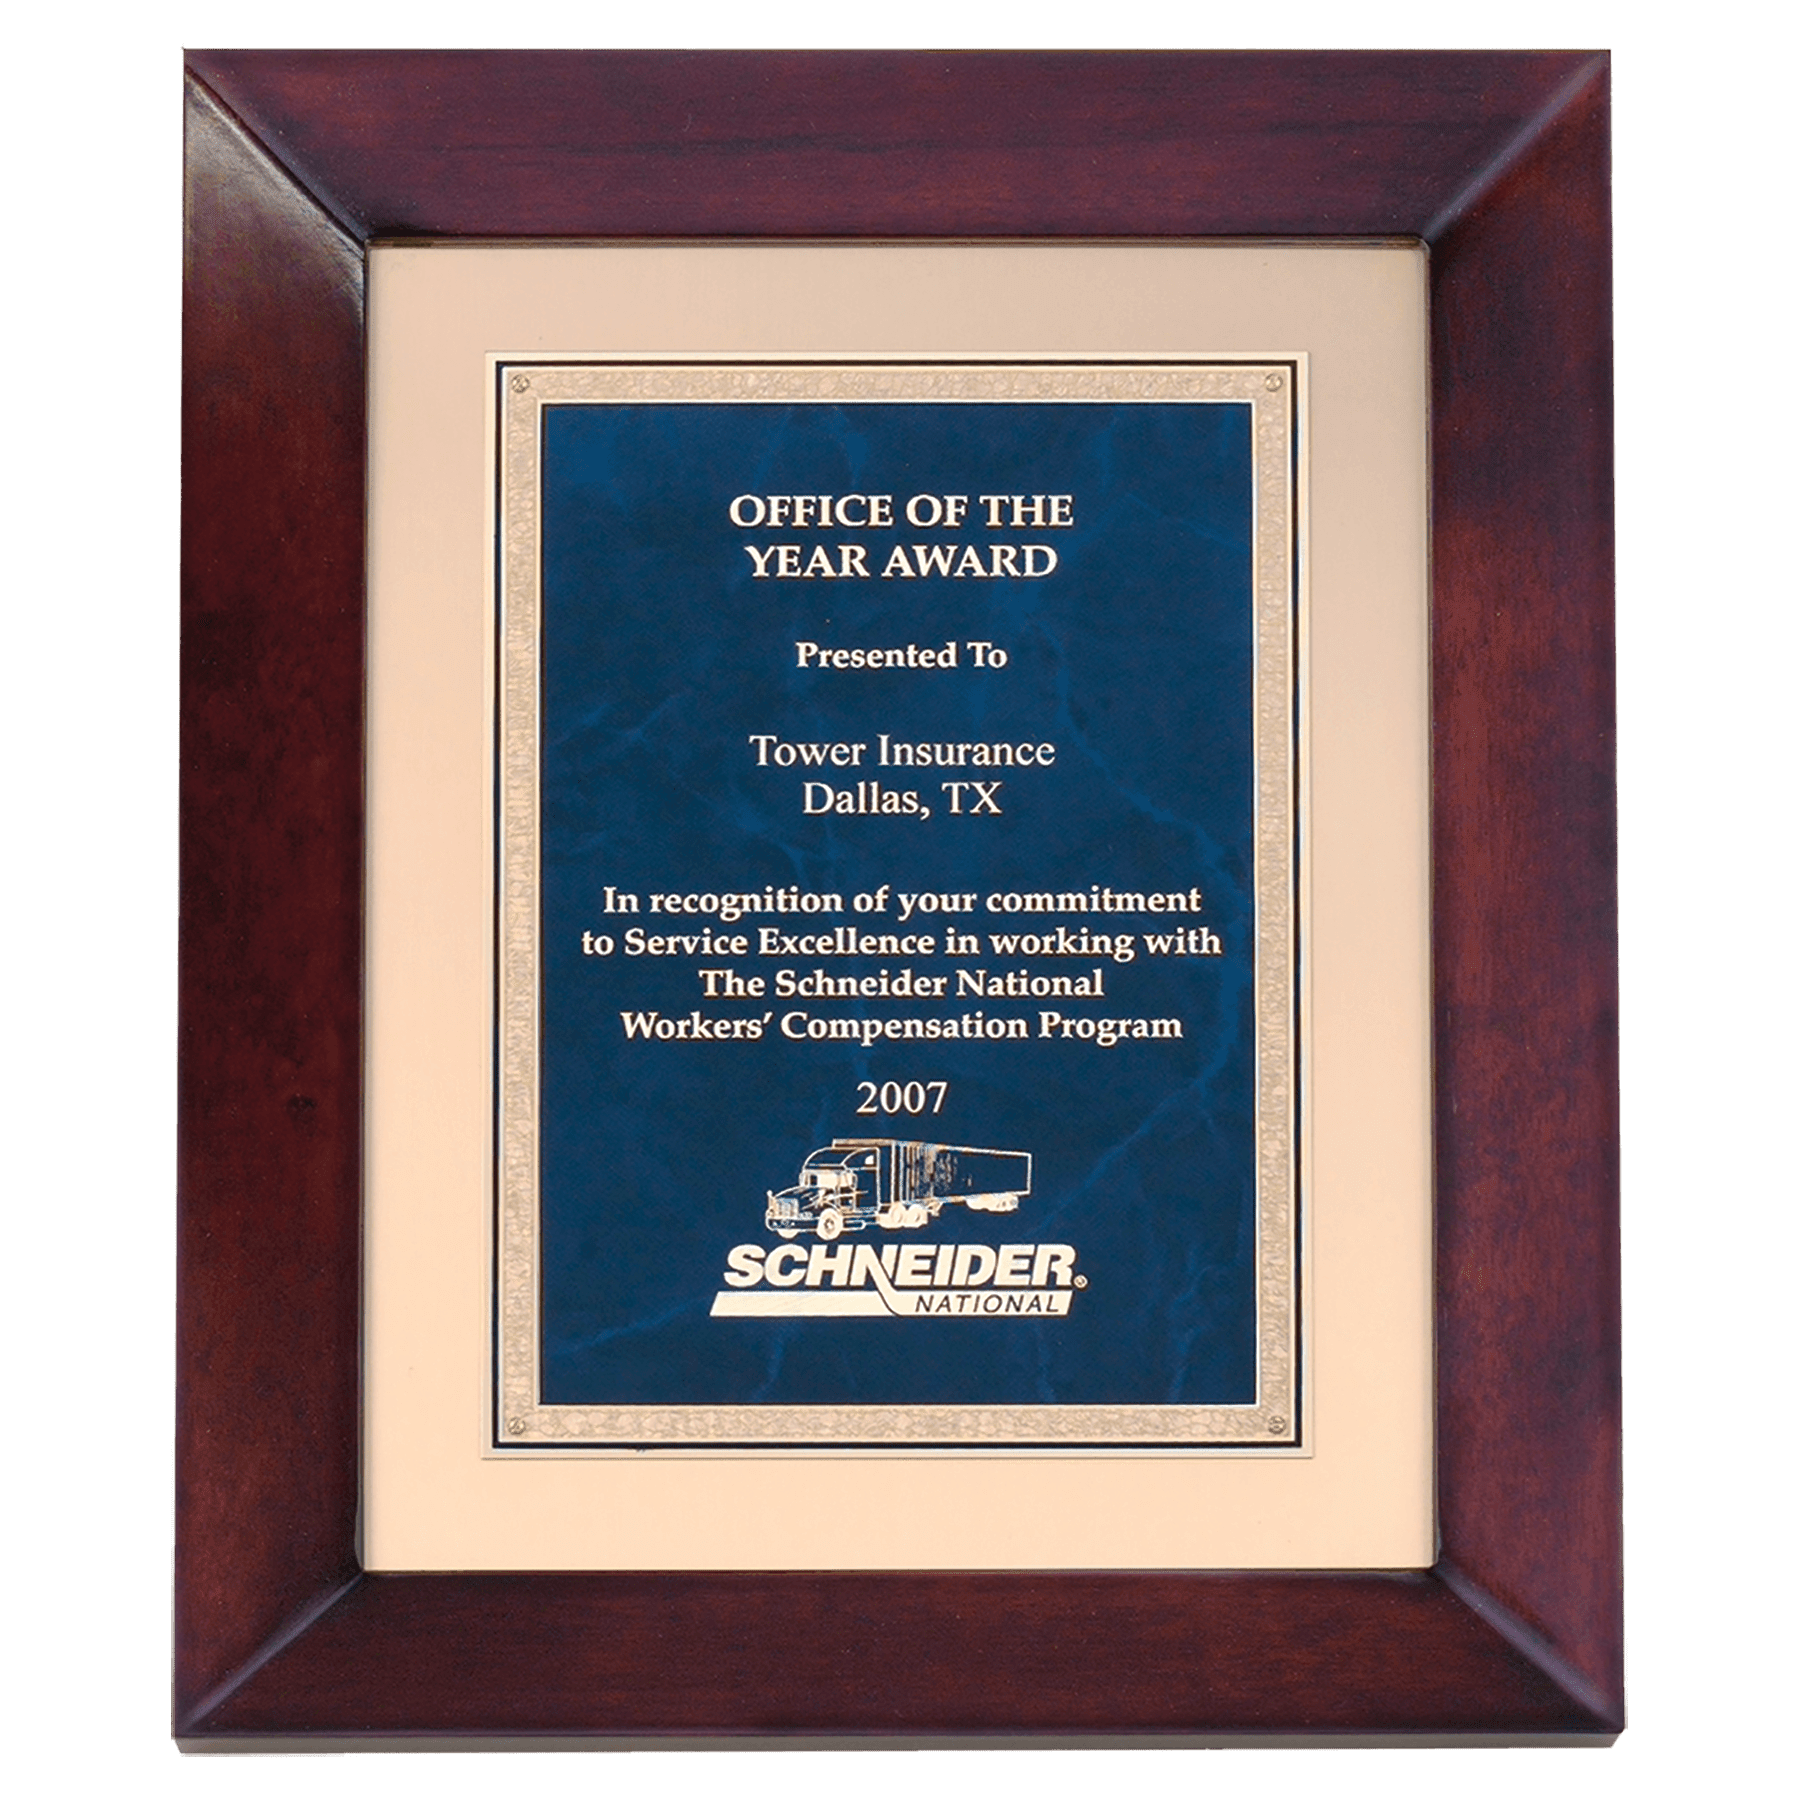 OFFICE OF THE
YEAR AWARD
Presented To
Tower Insurance
Dallas, TX
In recognition of your commitment
to Service Excellence in working with
The Schneider National
Workers' Compensation Program
2007
SCHNEIDER®
NATIONAL